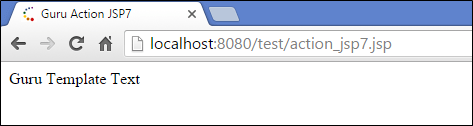 Guru Action JSP7
localhost:8080/test/action_jsp7.jsp
Guru Template Text